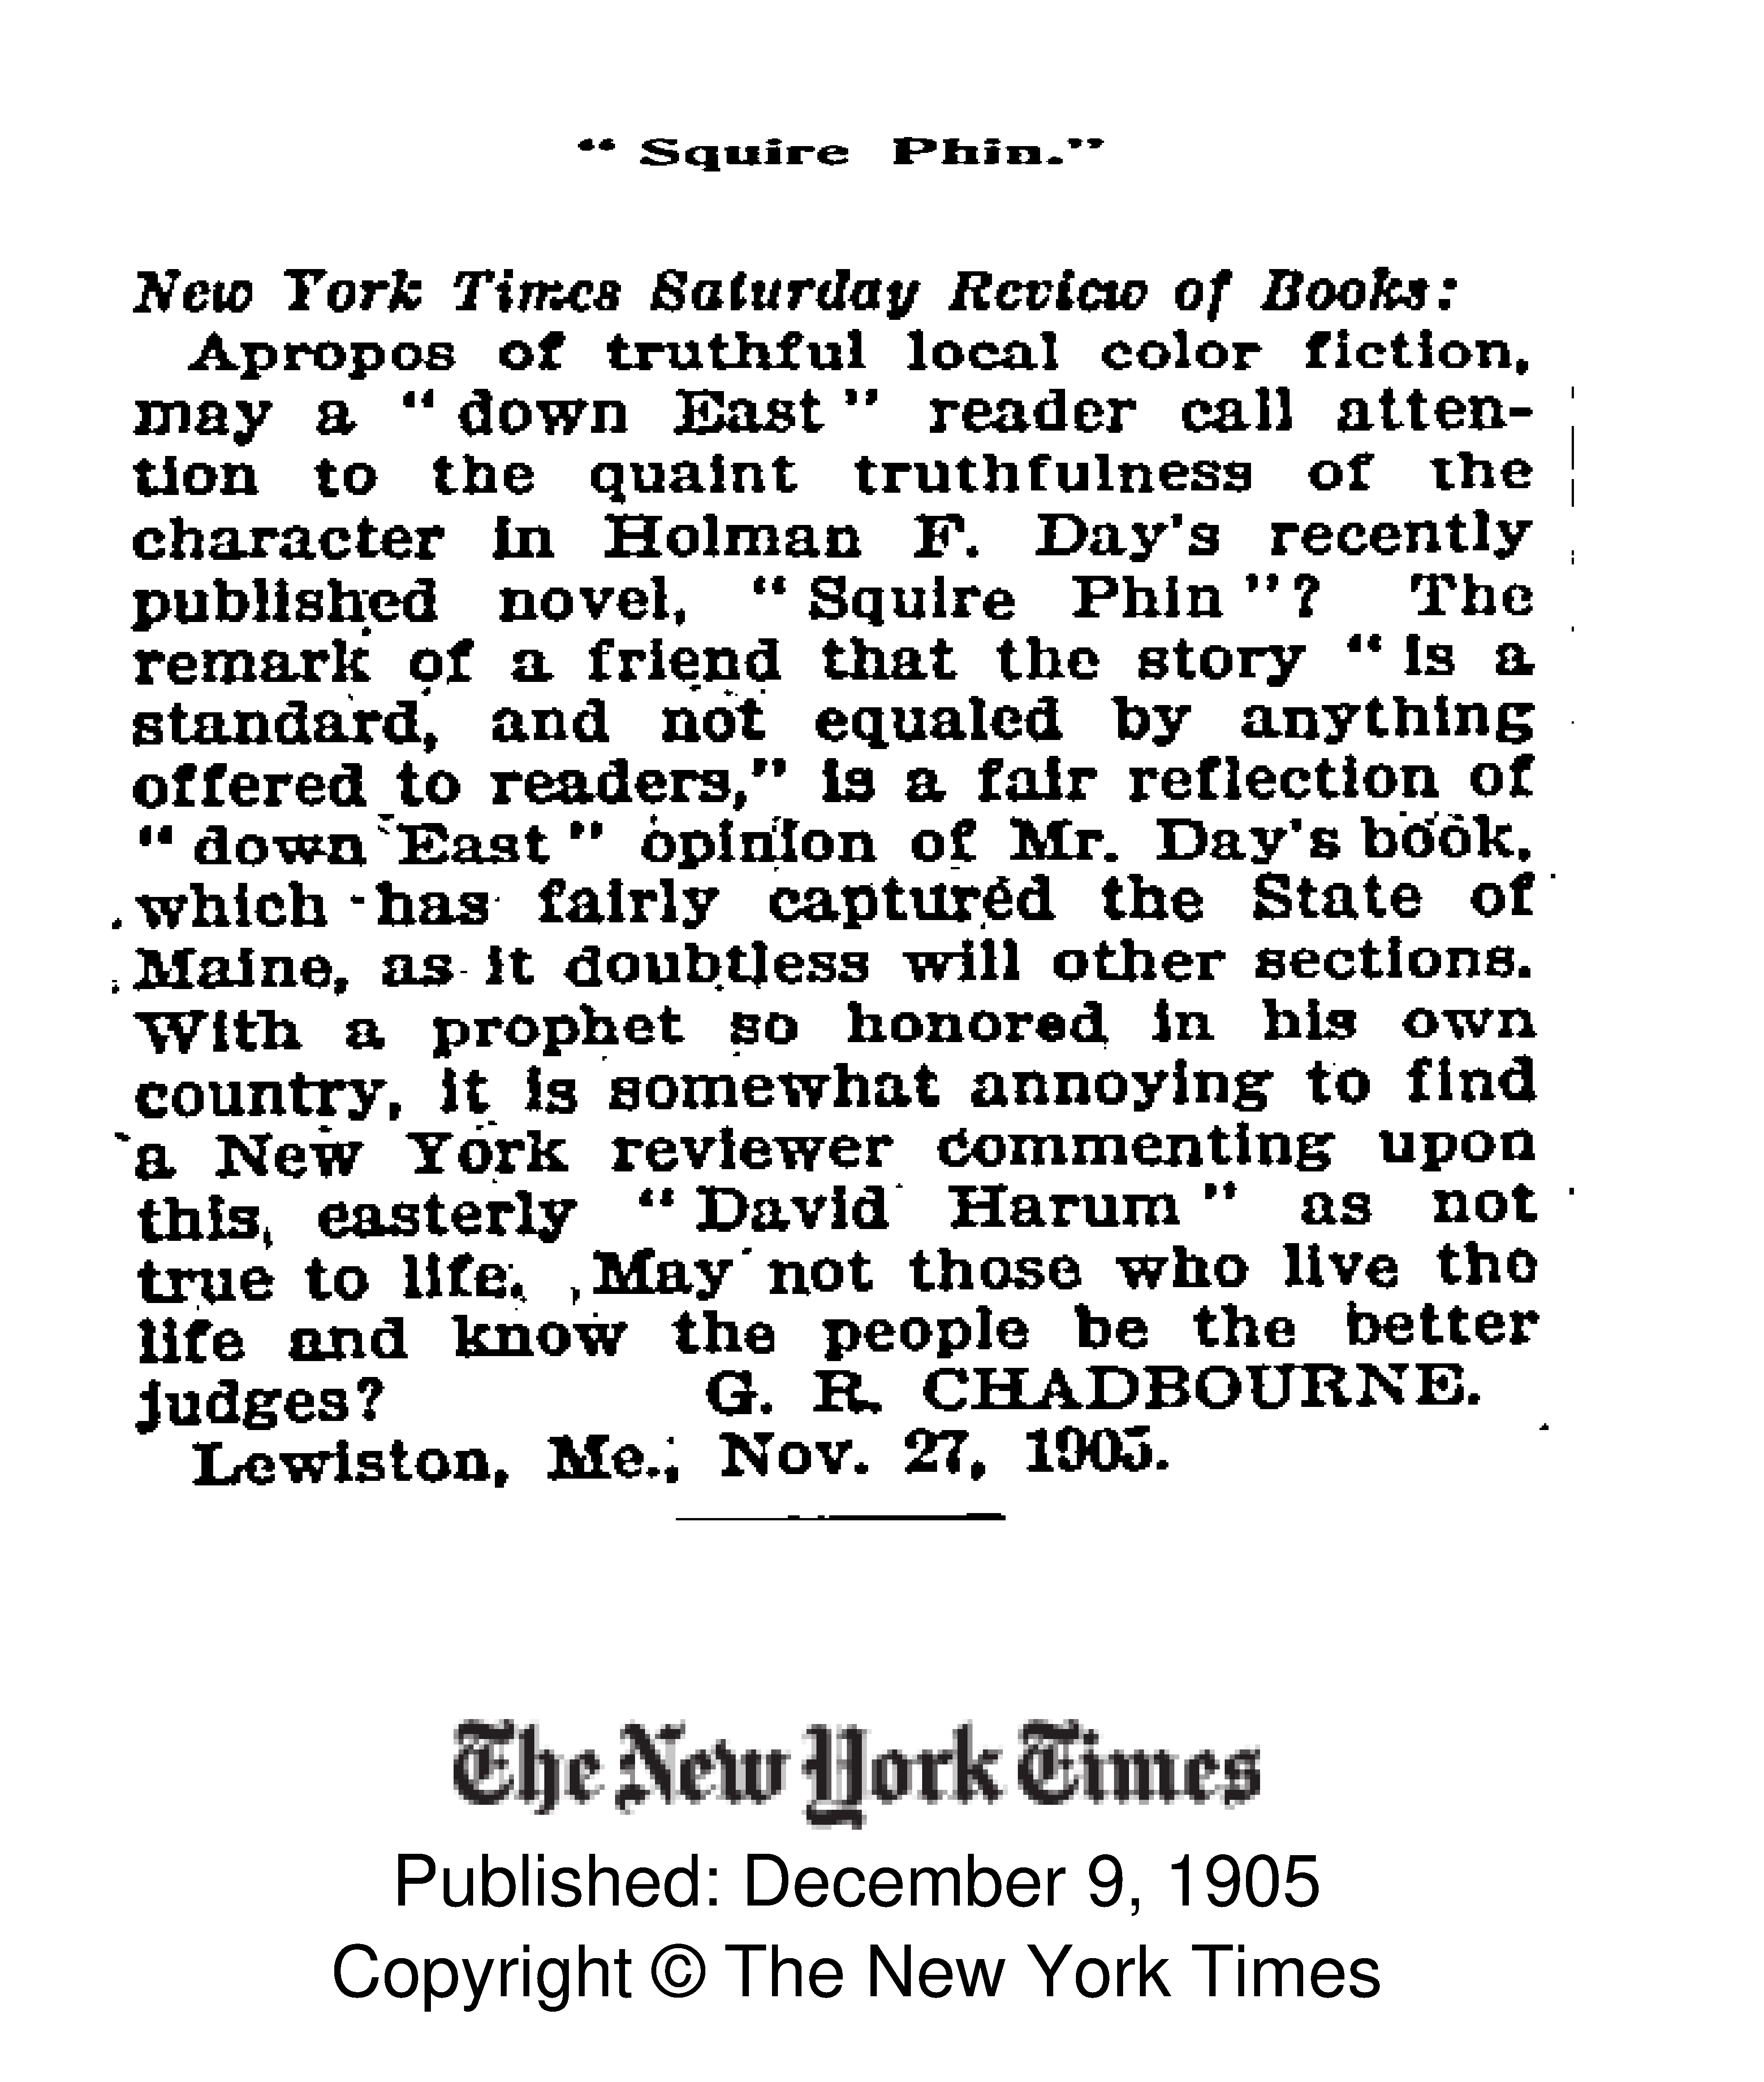 “ Squire Phin.”
New York Times Saturday Review of Books:
Apropos of truthful local color fiction,
may a “ down East ” reader call atten-
tion to the quaint truthfulness of the
character in Holman F. Day's recently
published novel, “ Squire Phin ”? The
remark of a friend that the story “ is a
standard, and not equaled by anything
offered to readers,” is a fair reflection of
“ down East ” opinion of Mr. Day's book,
which has fairly captured the State of
Maine, as it doubtless will other sections.
With a prophet so honored in his own
country, it is somewhat annoying to find
a New York reviewer commenting upon
this, easterly “ David Harum ” as not
true to life. May not those who live the
life and know the people be the better
judges? G. R. CHADBOURNE.
Lewiston, Me., Nov. 27, 1905.
The New York Times
Published: December 9, 1905
Copyright © The New York Times